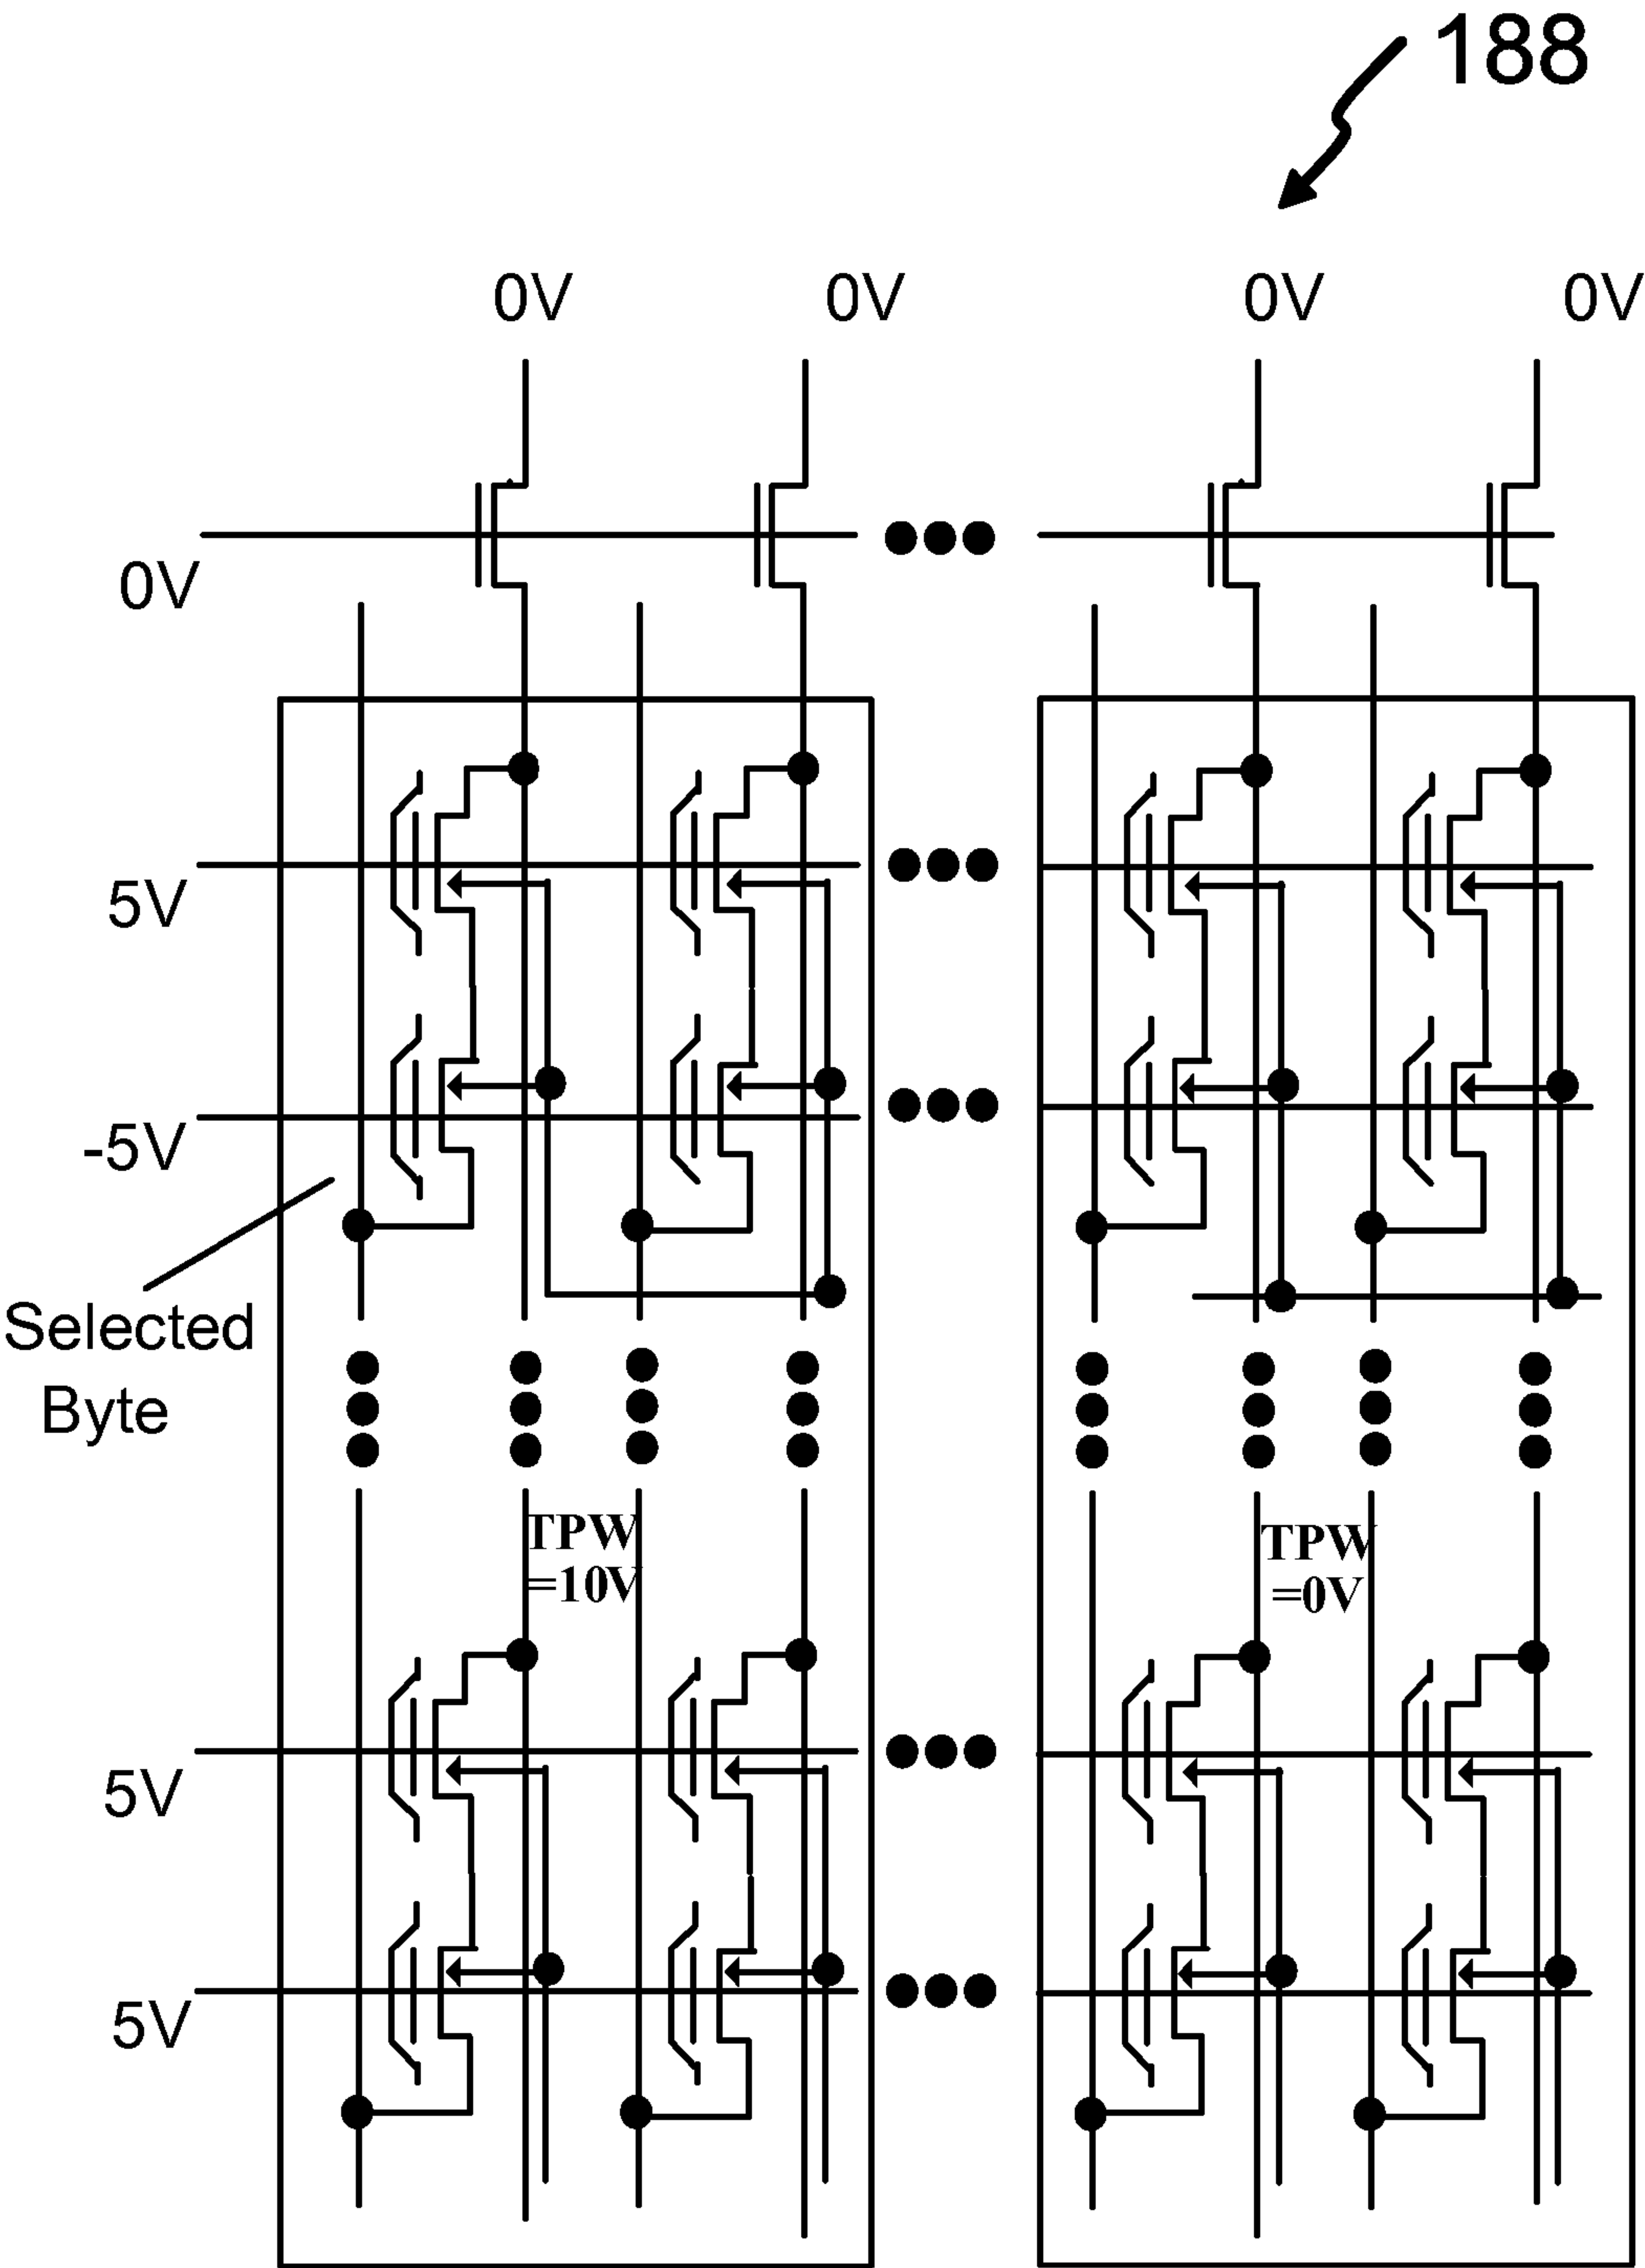 188
0V 0V 0V 0V
0V
5V
-5V
Selected
Byte
TPW
=10V
TPW
=0V
5V
5V